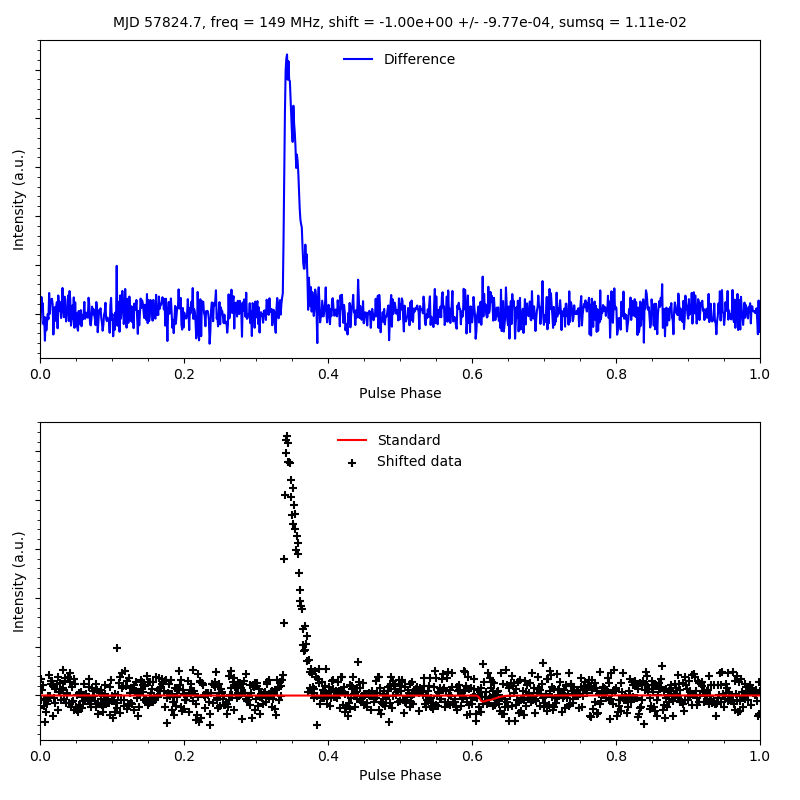 MJD 57824.7, freq = 149 MHz, shift = -1.00e+00 +/- -9.77e-04, sumsq = 1.11e-02
Difference
Intensity (a.u.)
0.0 0.2 0.4 0.6 0.8 1.0
Pulse Phase
Standard
Shifted data
Intensity (a.u.)
0.0 0.2 0.4 0.6 0.8 1.0
Pulse Phase